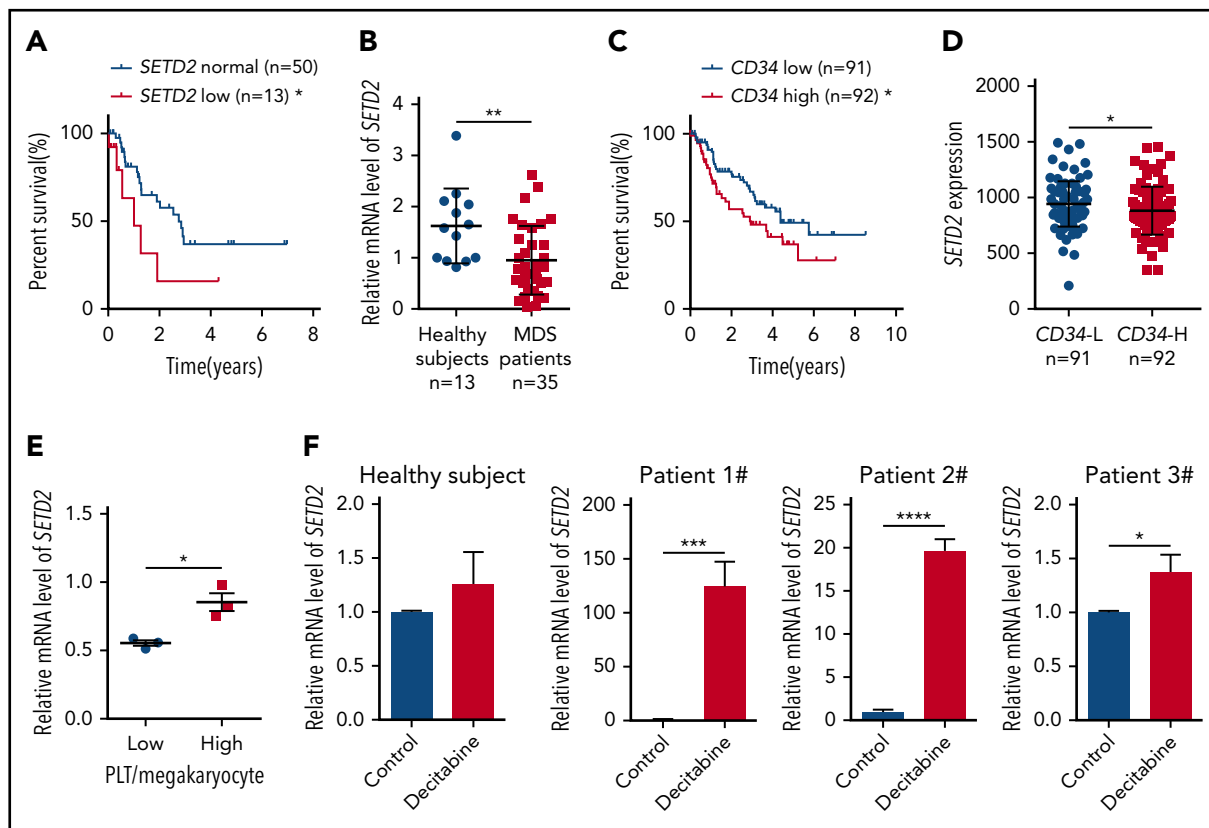 A
SETD2 normal (n=50)
SETD2 low (n=13) *
Percent survival(%)
100
50
0
0 2 4 6 8
Time(years)
B
Relative mRNA level of SETD2
**
4
3
2
1
0
Healthy subjects n=13
MDS patients n=35
C
CD34 low (n=91)
CD34 high (n=92) *
Percent survival(%)
100
50
0
0 2 4 6 8 10
Time(years)
D
SETD2 expression
2000
*
1500
1000
500
0
CD34-L n=91
CD34-H n=92
E
Relative mRNA level of SETD2
1.5
*
1.0
0.5
0.0
Low High
PLT/megakaryocyte
F
Healthy subject
Relative mRNA level of SETD2
2.0
1.5
1.0
0.5
0.0
Control
Decitabine
Patient 1#
Relative mRNA level of SETD2
200
150
***
100
50
0
Control
Decitabine
Patient 2#
Relative mRNA level of SETD2
25
****
20
15
10
5
0
Control
Decitabine
Patient 3#
Relative mRNA level of SETD2
2.0
*
1.5
1.0
0.5
0.0
Control
Decitabine